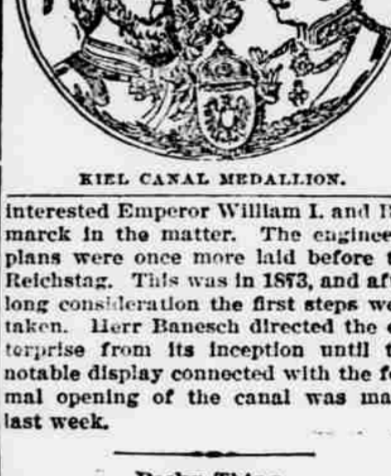 KIEL CANAL MEDALLION.
interested Emperor William I. and
marck in the matter. The enginee
plans were once more laid before t
Reichstag. This was in 1873, and aft
long consideration the first steps we
taken. Herr Banesch directed the
terprise from its inception until t
notable display connected with the fo
mal opening of the canal was ma
last week.